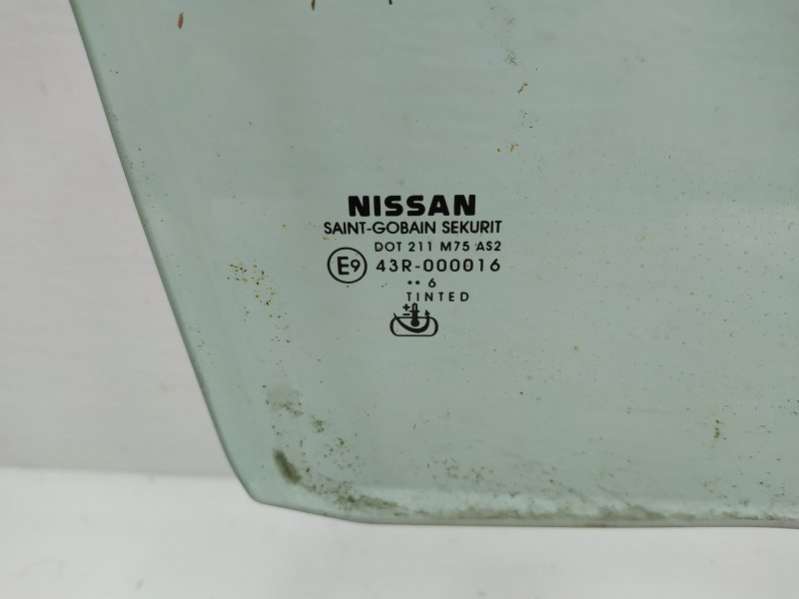 NISSAN
SAINT-GOBAIN SEKURIT
DOT 211 M75 AS2
E9 43R-000016
•• 6
TINTED